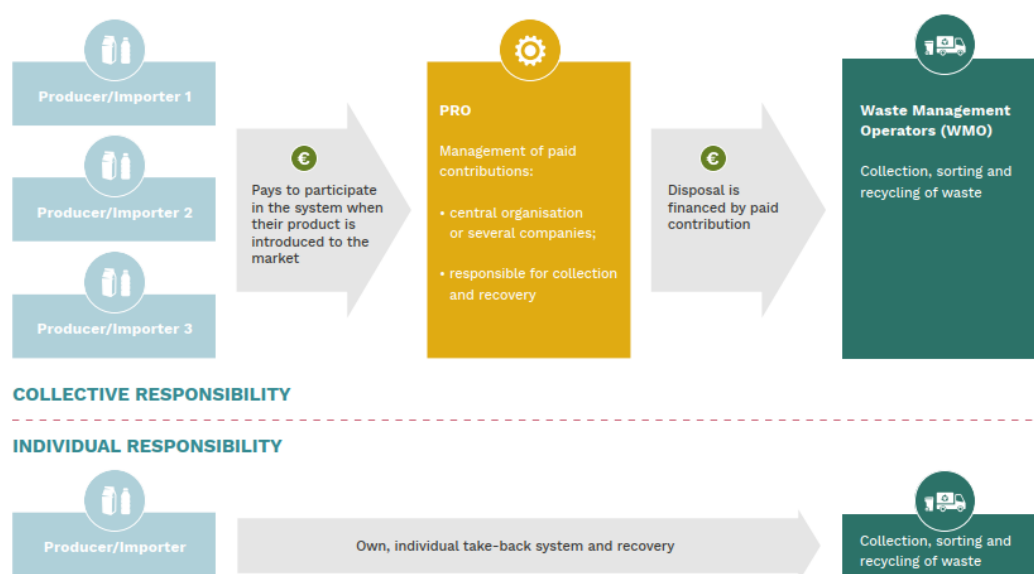 Producer/Importer 1
Producer/Importer 2
Producer/Importer 3
€
Pays to participate
in the system when
their product is
introduced to the
market
PRO
Management of paid
contributions:
• central organisation
or several companies;
• responsible for collection
and recovery
€
Disposal is
financed by paid
contribution
Waste Management
Operators (WMO)
Collection, sorting and
recycling of waste
COLLECTIVE RESPONSIBILITY
INDIVIDUAL RESPONSIBILITY
Producer/Importer
Own, individual take-back system and recovery
Collection, sorting and
recycling of waste